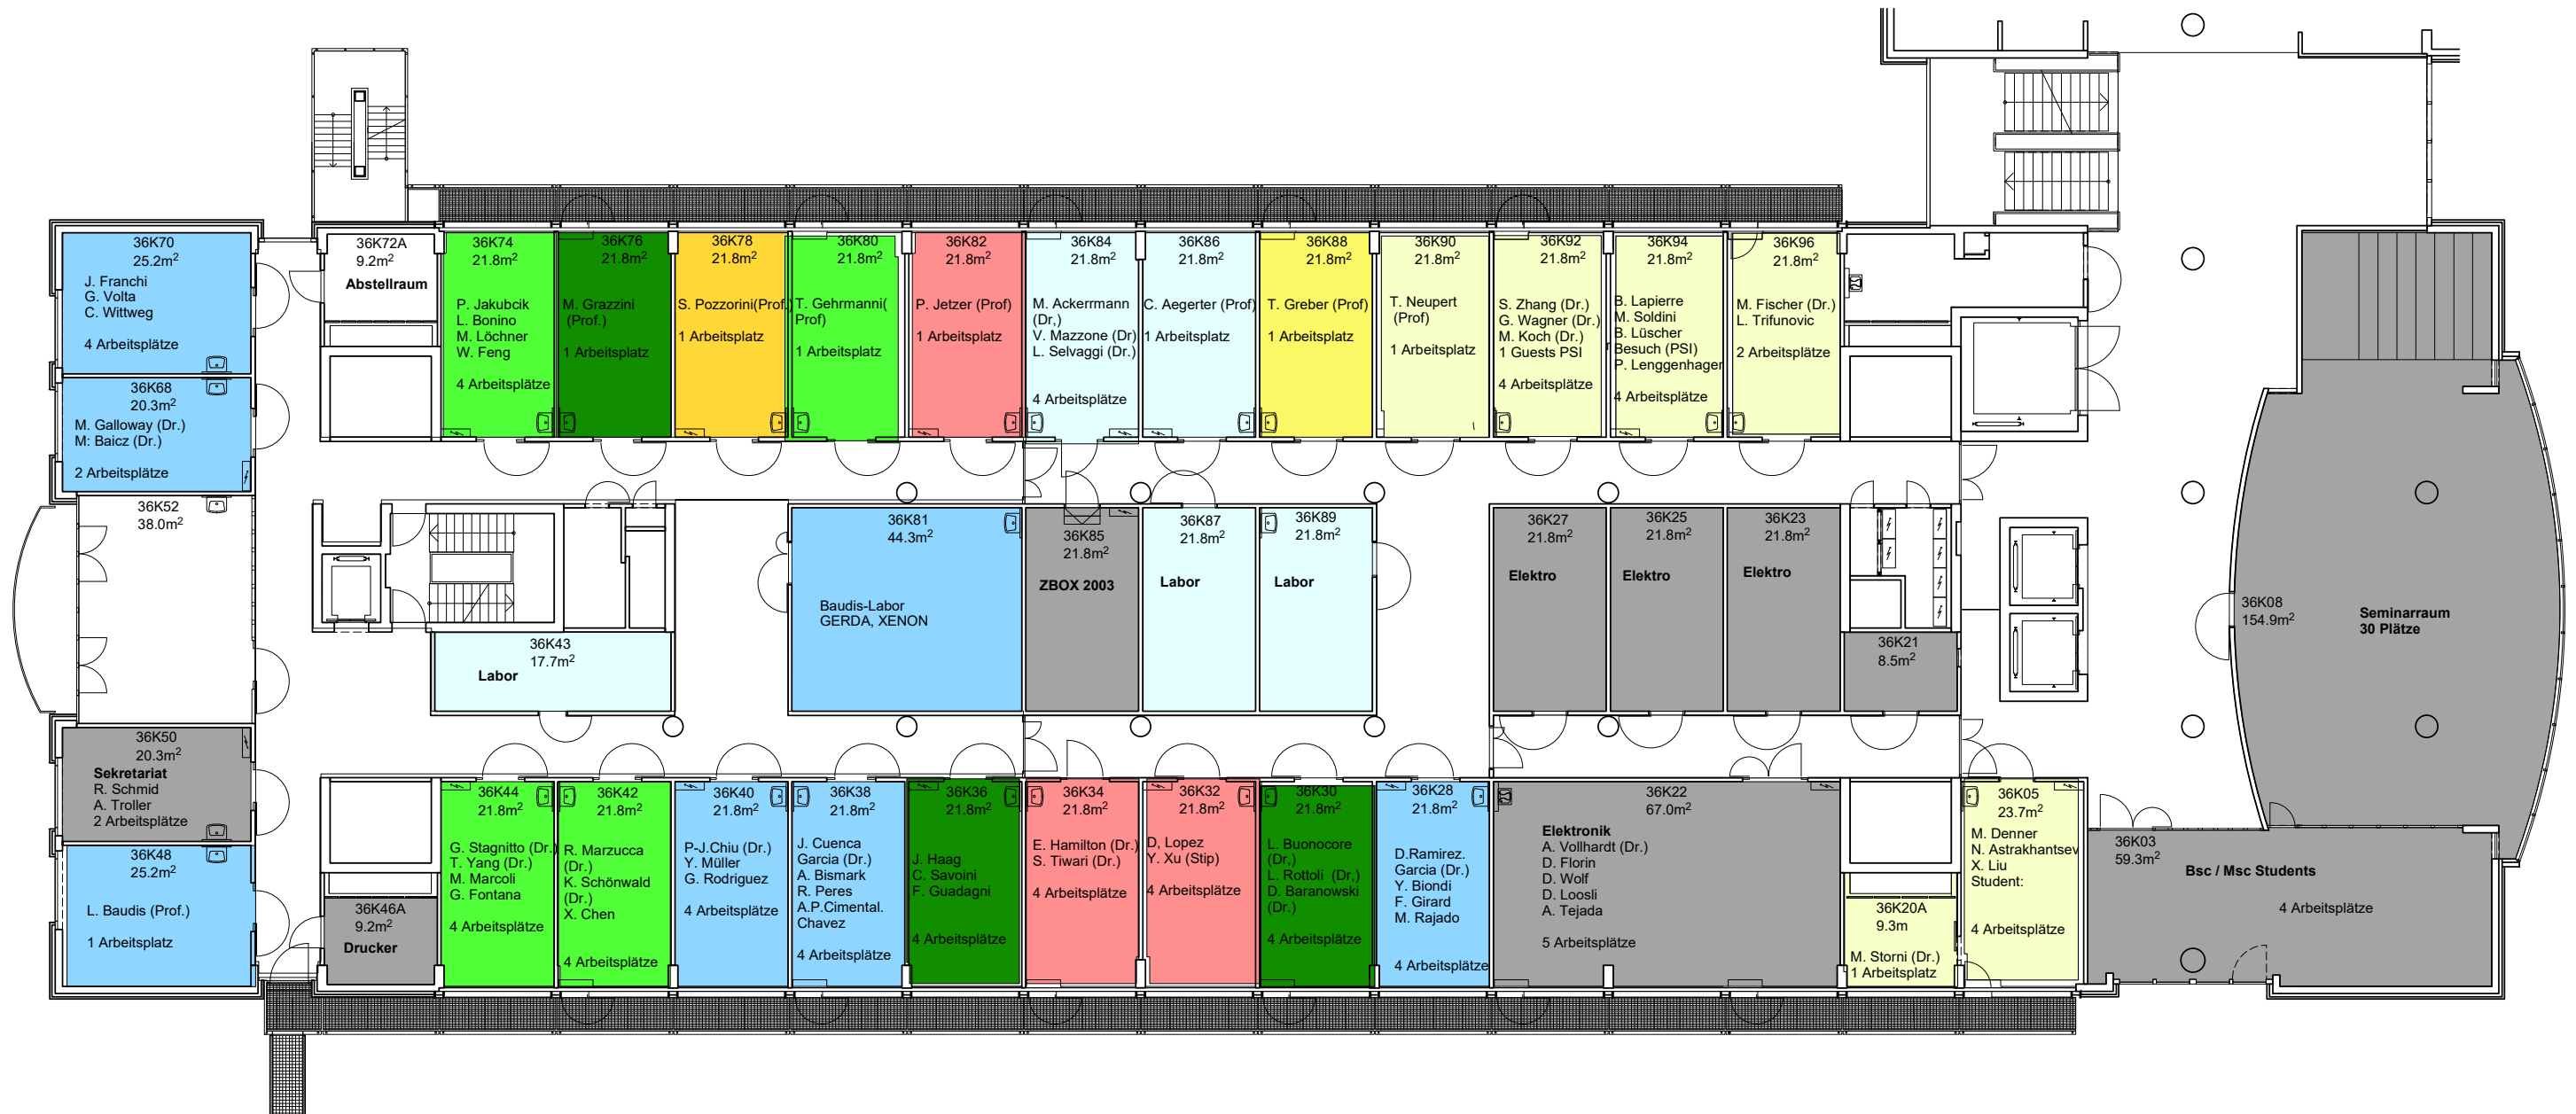 36K70
25.2m²
J. Franchi
G. Volta
C. Wittweg
4 Arbeitsplätze
36K68
20.3m²
M. Galloway (Dr.)
M: Baicz (Dr.)
2 Arbeitsplätze
36K52
38.0m²
36K50
20.3m²
Sekretariat
R. Schmid
A. Troller
2 Arbeitsplätze
36K48
25.2m²
L. Baudis (Prof.)
1 Arbeitsplatz
36K72A
9.2m²
Abstellraum
36K74
21.8m²
P. Jakubcik
L. Bonino
M. Löchner
W. Feng
4 Arbeitsplätze
36K76
21.8m²
M. Grazzini
(Prof.)
1 Arbeitsplatz
36K78
21.8m²
S. Pozzorini(Prof.)
1 Arbeitsplatz
36K80
21.8m²
T. Gehrmanni(
Prof)
1 Arbeitsplatz
36K82
21.8m²
P. Jetzer (Prof)
1 Arbeitsplatz
36K84
21.8m²
M. Ackerrmann
(Dr,)
V. Mazzone (Dr)
L. Selvaggi (Dr.)
4 Arbeitsplätze
36K86
21.8m²
C. Aegerter (Prof)
1 Arbeitsplatz
36K88
21.8m²
T. Greber (Prof)
1 Arbeitsplatz
36K90
21.8m²
T. Neupert
(Prof)
1 Arbeitsplatz
36K92
21.8m²
S. Zhang (Dr.)
G. Wagner (Dr.)
M. Koch (Dr.)
1 Guests PSI
4 Arbeitsplätze
36K94
21.8m²
B. Lapierre
M. Soldini
B. Lüscher
Besuch (PSI)
P. Lenggenhager
4 Arbeitsplätze
36K96
21.8m²
M. Fischer (Dr.)
L. Trifunovic
2 Arbeitsplätze
36K43
17.7m²
Labor
36K81
44.3m²
Baudis-Labor
GERDA, XENON
36K85
21.8m²
ZBOX 2003
36K87
21.8m²
Labor
36K89
21.8m²
Labor
36K27
21.8m²
Elektro
36K25
21.8m²
Elektro
36K23
21.8m²
Elektro
36K21
8.5m²
36K08
154.9m²
Seminarraum
30 Plätze
36K46A
9.2m²
Drucker
36K44
21.8m²
G. Stagnitto (Dr.)
T. Yang (Dr.)
M. Marcoli
G. Fontana
4 Arbeitsplätze
36K42
21.8m²
R. Marzucca
(Dr.)
K. Schönwald
(Dr.)
X. Chen
4 Arbeitsplätze
36K40
21.8m²
P-J.Chiu (Dr.)
Y. Müller
G. Rodriguez
4 Arbeitsplätze
36K38
21.8m²
J. Cuenca
Garcia (Dr.)
A. Bismark
R. Peres
A.P.Cimental.
Chavez
4 Arbeitsplätze
36K36
21.8m²
J. Haag
C. Savoini
F. Guadagni
4 Arbeitsplätze
36K34
21.8m²
E. Hamilton (Dr.)
S. Tiwari (Dr.)
4 Arbeitsplätze
36K32
21.8m²
D, Lopez
Y. Xu (Stip)
4 Arbeitsplätze
36K30
21.8m²
L. Buonocore
(Dr,)
L. Rottoli (Dr,)
D. Baranowski
(Dr.)
4 Arbeitsplätze
36K28
21.8m²
D.Ramirez.
Garcia (Dr.)
Y. Biondi
F. Girard
M. Rajado
4 Arbeitsplätze
36K22
67.0m²
Elektronik
A. Vollhardt (Dr.)
D. Florin
D. Wolf
D. Loosli
A. Tejada
5 Arbeitsplätze
36K20A
9.3m
M. Storni (Dr.)
1 Arbeitsplatz
36K05
23.7m²
M. Denner
N. Astrakhantsev
X. Liu
Student:
4 Arbeitsplätze
36K03
59.3m²
Bsc / Msc Students
4 Arbeitsplätze